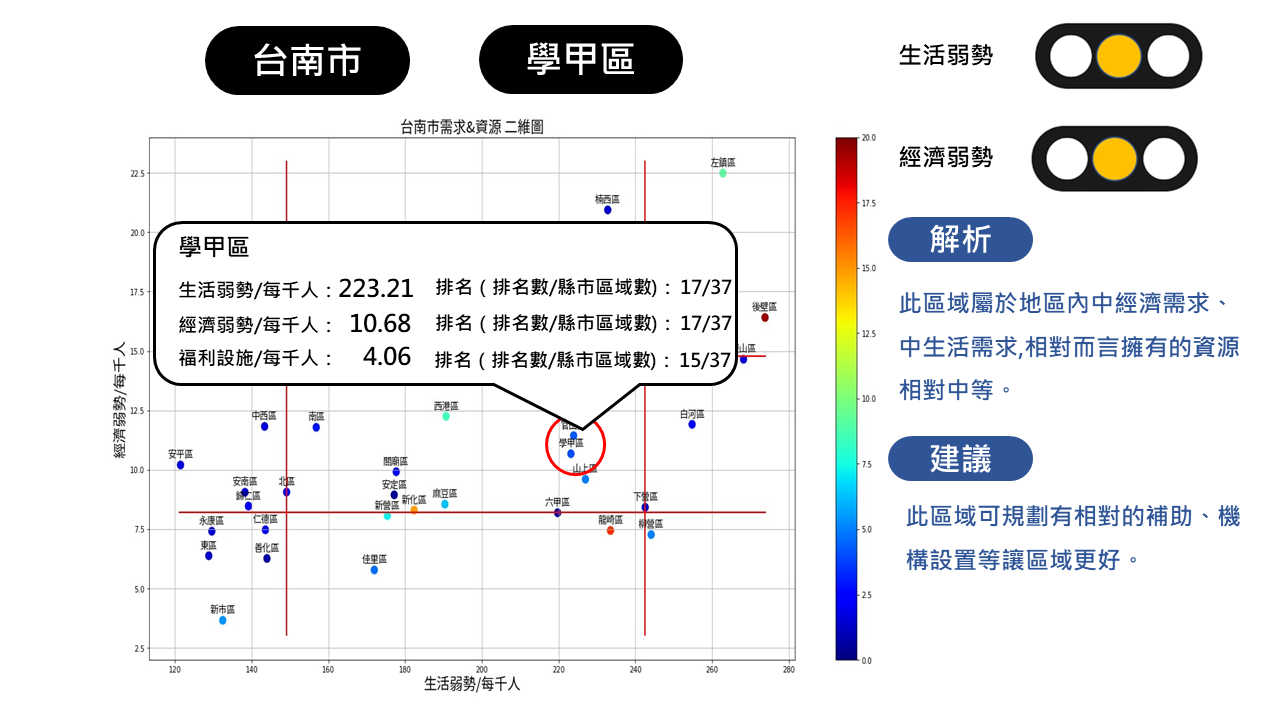 台南市
學甲區
生活弱勢
經濟弱勢
台南市需求&資源 二維圖
左鎮區
楠西區
學甲區
生活弱勢/每千人：223.21 排名（排名數/縣市區域數)：17/37
經濟弱勢/每千人： 10.68 排名（排名數/縣市區域數)：17/37
福利設施/每千人： 4.06 排名（排名數/縣市區域數)：15/37
後壁區
山區
西港區
中西區
南區
白河區
學甲區
安平區
關廟區
山上區
安南區
北區
安定區
歸仁區
新營區
新化區
麻豆區
六甲區
下營區
永康區
仁德區
龍崎區
柳營區
東區
善化區
佳里區
新市區
22.5
20.0
17.5
15.0
12.5
10.0
7.5
5.0
2.5
經濟弱勢/每千人
120 140 160 180 200 220 240 260 280
生活弱勢/每千人
20.0
17.5
15.0
12.5
10.0
7.5
5.0
2.5
0.0
解析
此區域屬於地區內中經濟需求、
中生活需求,相對而言擁有的資源
相對中等。
建議
此區域可規劃有相對的補助、機
構設置等讓區域更好。